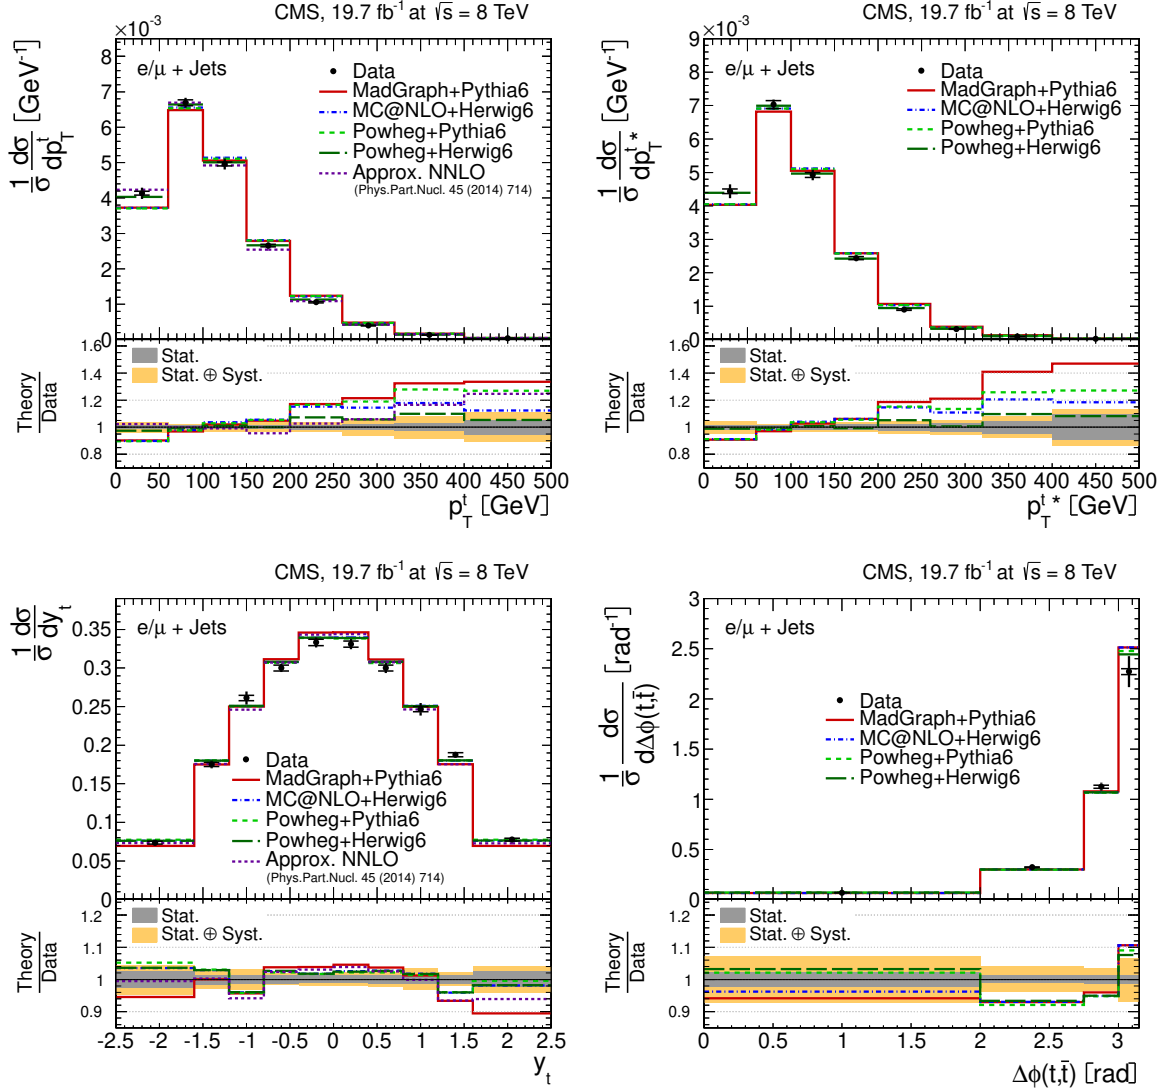 CMS, 19.7 fb⁻¹ at √s = 8 TeV
×10⁻³
e/μ + Jets
Data
MadGraph+Pythia6
MC@NLO+Herwig6
Powheg+Pythia6
Powheg+Herwig6
Approx. NNLO
(Phys.Part.Nucl. 45 (2014) 714)
1/σ dσ/dp_T^t [GeV⁻¹]
8
7
6
5
4
3
2
1
0
Stat.
Stat. ⊕ Syst.
Theory
Data
1.6
1.4
1.2
1
0.8
0 50 100 150 200 250 300 350 400 450 500
p_T^t [GeV]
CMS, 19.7 fb⁻¹ at √s = 8 TeV
×10⁻³
e/μ + Jets
Data
MadGraph+Pythia6
MC@NLO+Herwig6
Powheg+Pythia6
Powheg+Herwig6
1/σ dσ/dp_T^t* [GeV⁻¹]
9
8
7
6
5
4
3
2
1
0
Stat.
Stat. ⊕ Syst.
Theory
Data
1.6
1.4
1.2
1
0.8
0 50 100 150 200 250 300 350 400 450 500
p_T^t* [GeV]
CMS, 19.7 fb⁻¹ at √s = 8 TeV
e/μ + Jets
Data
MadGraph+Pythia6
MC@NLO+Herwig6
Powheg+Pythia6
Powheg+Herwig6
Approx. NNLO
(Phys.Part.Nucl. 45 (2014) 714)
1/σ dσ/dy_t
0.35
0.3
0.25
0.2
0.15
0.1
0.05
0
Stat.
Stat. ⊕ Syst.
Theory
Data
1.2
1.1
1.0
0.9
-2.5 -2 -1.5 -1 -0.5 0 0.5 1 1.5 2 2.5
y_t
CMS, 19.7 fb⁻¹ at √s = 8 TeV
e/μ + Jets
Data
MadGraph+Pythia6
MC@NLO+Herwig6
Powheg+Pythia6
Powheg+Herwig6
1/σ dσ/dΔϕ(t,t̄) [rad⁻¹]
3
2.5
2
1.5
1
0.5
0
Stat.
Stat. ⊕ Syst.
Theory
Data
1.2
1.1
1.0
0.9
0 0.5 1 1.5 2 2.5 3
Δϕ(t,t̄) [rad]